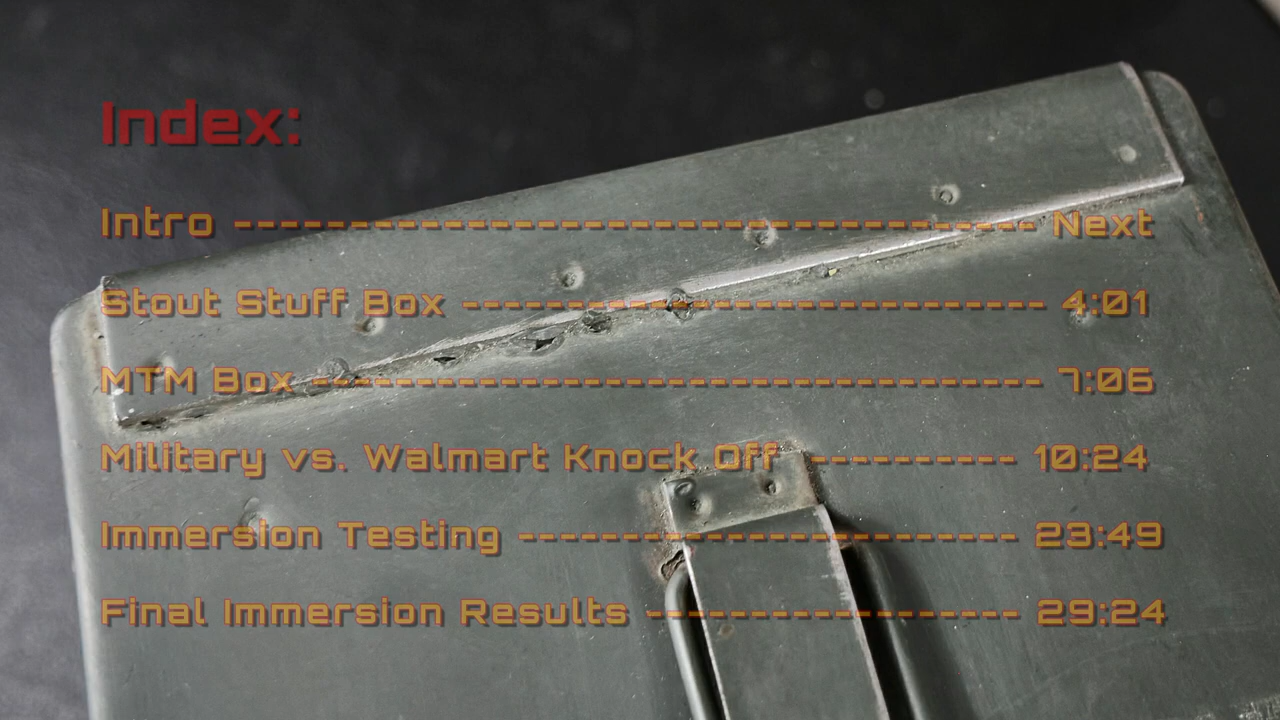 Index:
Intro -------------------------- Next
Stout Stuff Box ------------------- 4:01
MTM Box ------------------------ 7:06
Military vs. Walmart Knock Off ------- 10:24
Immersion Testing ---------------- 23:49
Final Immersion Results ------------ 29:24